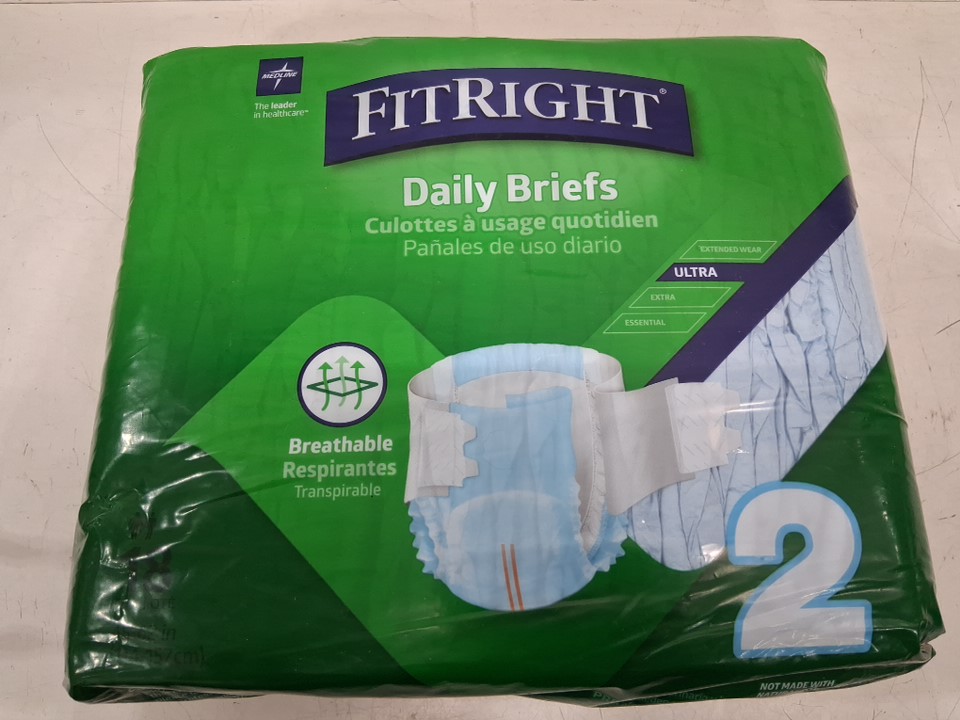 MEDLINE
The leader
in healthcare™
FITRIGHT®
Daily Briefs
Culottes à usage quotidien
Pañales de uso diario
EXTENDED WEAR
ULTRA
EXTRA
ESSENTIAL
Breathable
Respirantes
Transpirable
2
NOT MADE WITH